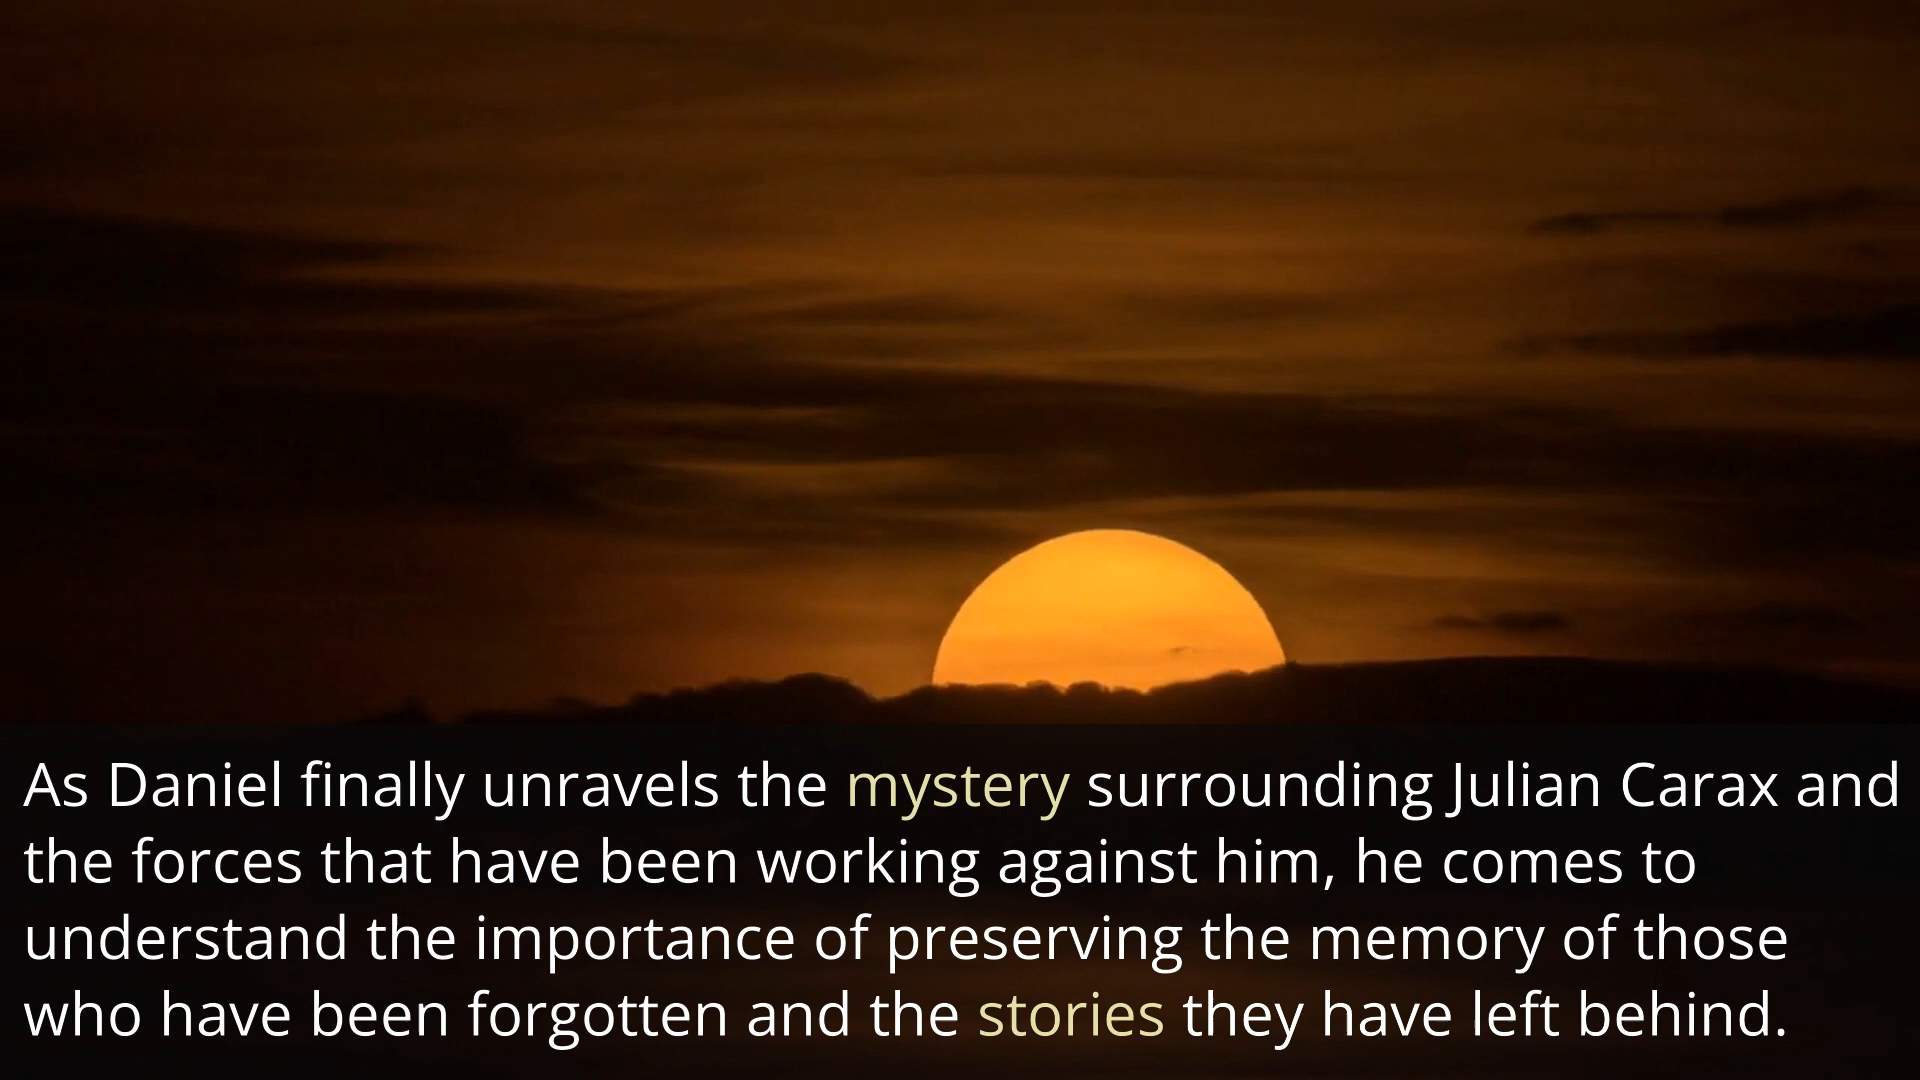 As Daniel finally unravels the mystery surrounding Julian Carax and
the forces that have been working against him, he comes to
understand the importance of preserving the memory of those
who have been forgotten and the stories they have left behind.